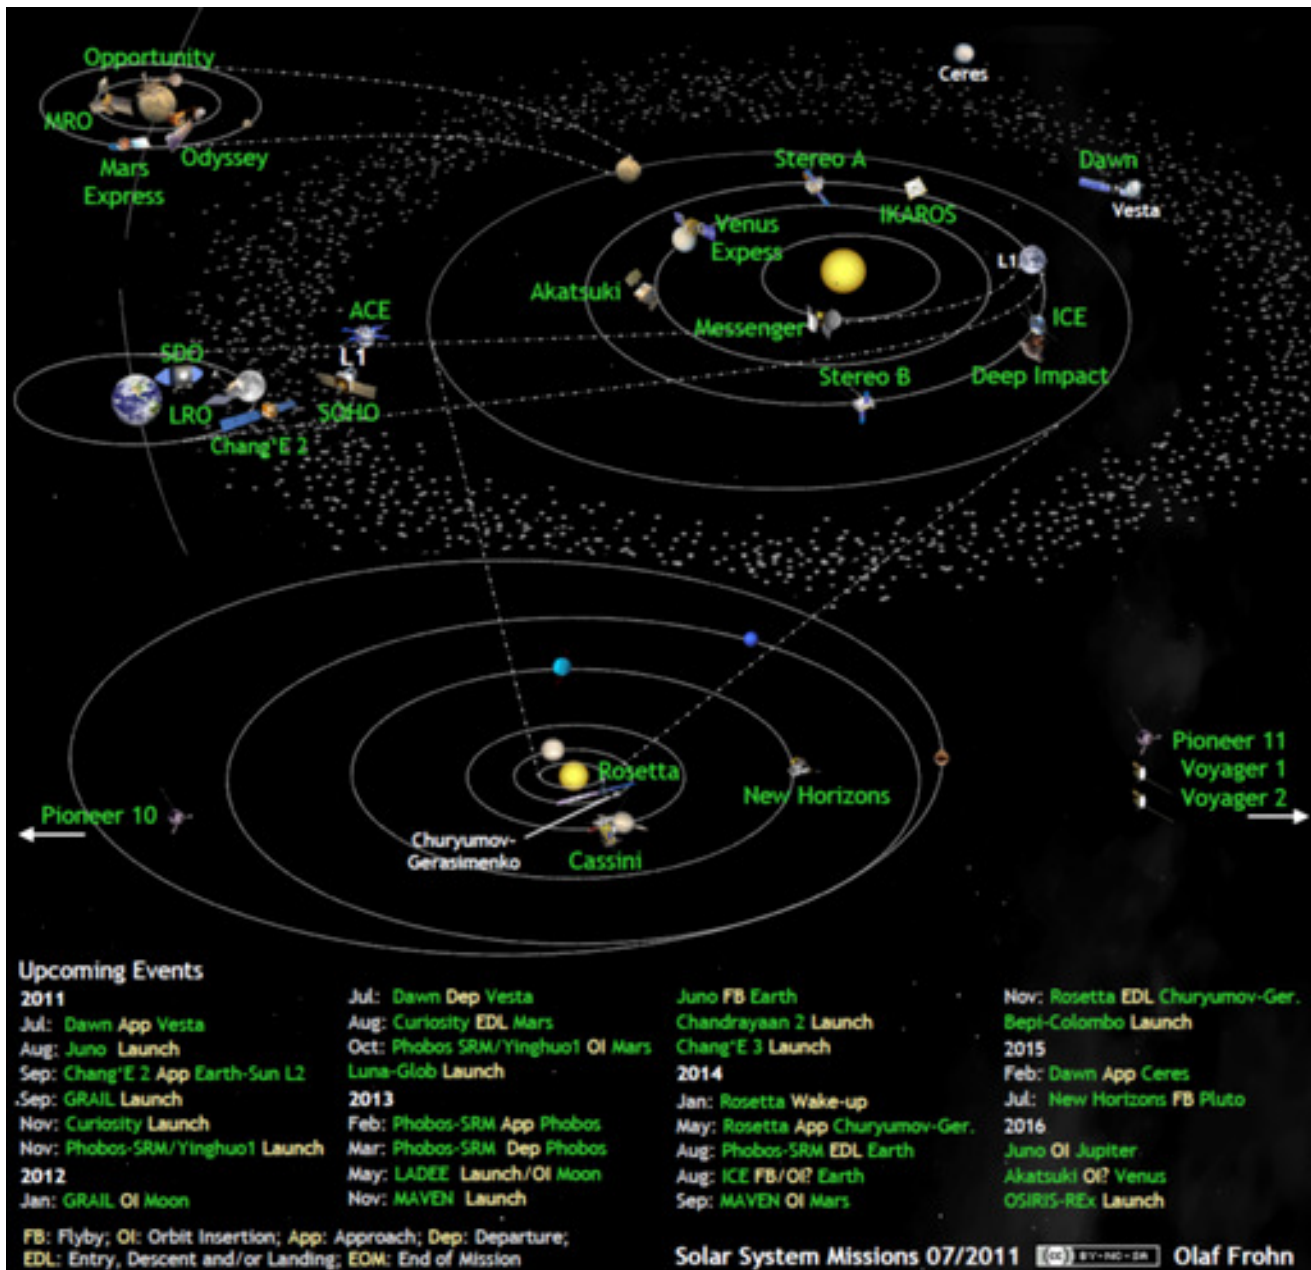 Opportunity
MRO
Mars
Express
Odyssey
Ceres
Stereo A
IKAROS
Dawn
Vesta
Venus
Expess
L1
Akatsuki
Messenger
ICE
Deep Impact
Stereo B
ACE
L1
SDO
LRO
SOHO
Chang'E 2
Rosetta
New Horizons
Churyumov-
Gerasimenko
Cassini
Pioneer 10
Pioneer 11
Voyager 1
Voyager 2
Upcoming Events
2011
Jul: Dawn App Vesta
Aug: Juno Launch
Sep: Chang'E 2 App Earth-Sun L2
Sep: GRAIL Launch
Nov: Curiosity Launch
Nov: Phobos-SRM/Yinghuo1 Launch
2012
Jan: GRAIL OI Moon
Jul: Dawn Dep Vesta
Aug: Curiosity EDL Mars
Oct: Phobos SRM/Yinghuo1 OI Mars
Luna-Glob Launch
2013
Feb: Phobos-SRM App Phobos
Mar: Phobos-SRM Dep Phobos
May: LADEE Launch/OI Moon
Nov: MAVEN Launch
Juno FB Earth
Chandrayaan 2 Launch
Chang'E 3 Launch
2014
Jan: Rosetta Wake-up
May: Rosetta App Churyumov-Ger.
Aug: Phobos-SRM EDL Earth
Aug: ICE FB/OI? Earth
Sep: MAVEN OI Mars
Nov: Rosetta EDL Churyumov-Ger.
Bepi-Colombo Launch
2015
Feb: Dawn App Ceres
Jul: New Horizons FB Pluto
2016
Juno OI Jupiter
Akatsuki OI? Venus
OSIRIS-REx Launch
FB: Flyby; OI: Orbit Insertion; App: Approach; Dep: Departure;
EDL: Entry, Descent and/or Landing; EOM: End of Mission
Solar System Missions 07/2011 (cc) BY-NC-SA Olaf Frohn